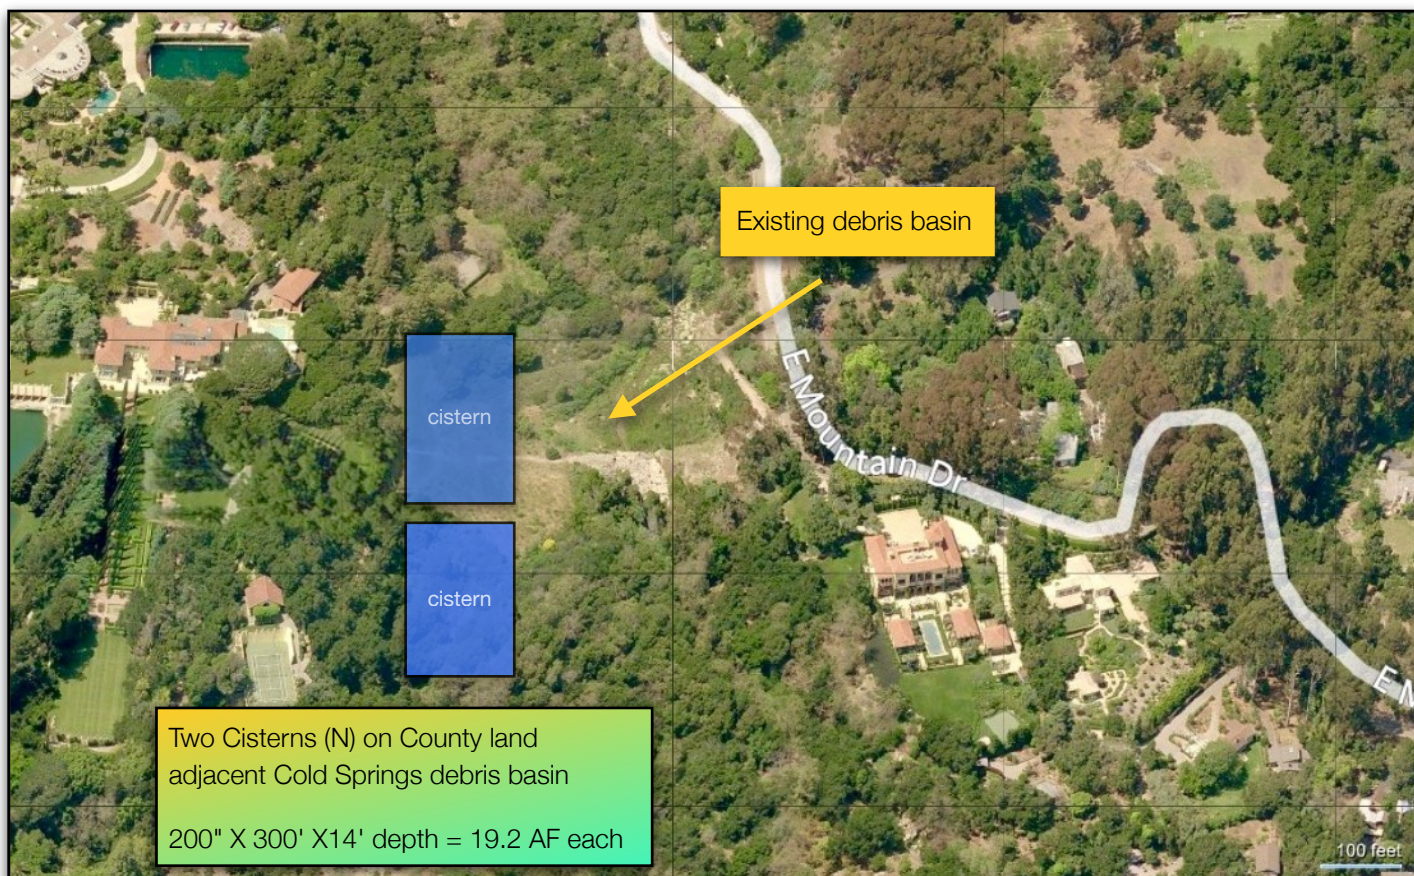 Existing debris basin
E Mountain Dr
cistern
cistern
E M
Two Cisterns (N) on County land
adjacent Cold Springs debris basin
200" X 300' X14' depth = 19.2 AF each
100 feet